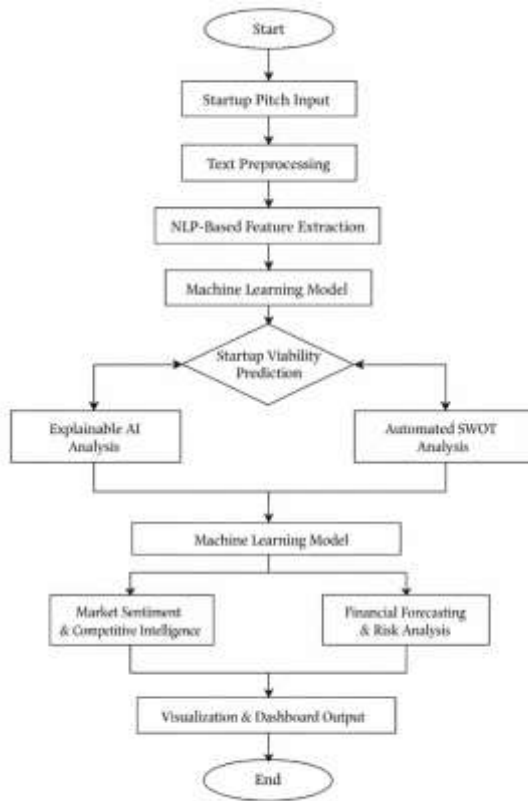 Start
Startup Pitch Input
Text Preprocessing
NLP-Based Feature Extraction
Machine Learning Model
Startup Viability
Prediction
Explainable AI
Analysis
Automated SWOT
Analysis
Machine Learning Model
Market Sentiment
& Competitive Intelligence
Financial Forecasting
& Risk Analysis
Visualization & Dashboard Output
End